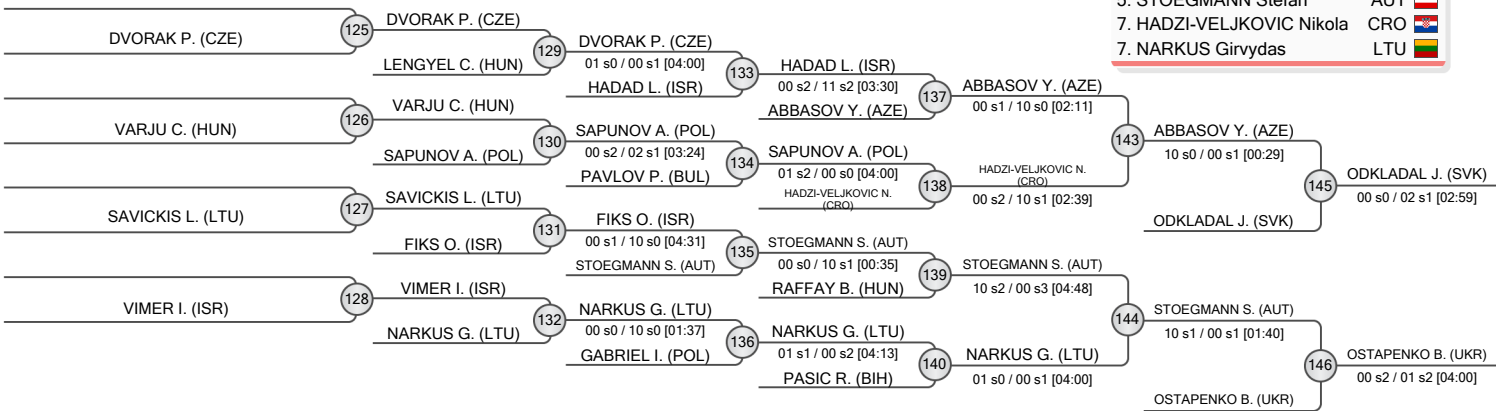 5. STOEGMANN Stefan AUT
7. HADZI-VELJKOVIC Nikola CRO
7. NARKUS Girvydas LTU
DVORAK P. (CZE)
VARJU C. (HUN)
SAVICKIS L. (LTU)
VIMER I. (ISR)
125
126
127
128
DVORAK P. (CZE)
LENGYEL C. (HUN)
VARJU C. (HUN)
SAPUNOV A. (POL)
SAVICKIS L. (LTU)
FIKS O. (ISR)
VIMER I. (ISR)
NARKUS G. (LTU)
129
130
131
132
DVORAK P. (CZE)
01 s0 / 00 s1 [04:00]
HADAD L. (ISR)
SAPUNOV A. (POL)
00 s2 / 02 s1 [03:24]
PAVLOV P. (BUL)
FIKS O. (ISR)
00 s1 / 10 s0 [04:31]
STOEGMANN S. (AUT)
NARKUS G. (LTU)
00 s0 / 10 s0 [01:37]
GABRIEL I. (POL)
133
134
135
136
HADAD L. (ISR)
00 s2 / 11 s2 [03:30]
ABBASOV Y. (AZE)
SAPUNOV A. (POL)
01 s2 / 00 s0 [04:00]
HADZI-VELJKOVIC N.
(CRO)
STOEGMANN S. (AUT)
00 s0 / 10 s1 [00:35]
RAFFAY B. (HUN)
NARKUS G. (LTU)
01 s1 / 00 s2 [04:13]
PASIC R. (BIH)
137
138
139
140
ABBASOV Y. (AZE)
00 s1 / 10 s0 [02:11]
HADZI-VELJKOVIC N.
(CRO)
00 s2 / 10 s1 [02:39]
STOEGMANN S. (AUT)
10 s2 / 00 s3 [04:48]
NARKUS G. (LTU)
01 s0 / 00 s1 [04:00]
143
144
ABBASOV Y. (AZE)
10 s0 / 00 s1 [00:29]
ODKLADAL J. (SVK)
STOEGMANN S. (AUT)
10 s1 / 00 s1 [01:40]
OSTAPENKO B. (UKR)
145
146
ODKLADAL J. (SVK)
00 s0 / 02 s1 [02:59]
OSTAPENKO B. (UKR)
00 s2 / 01 s2 [04:00]